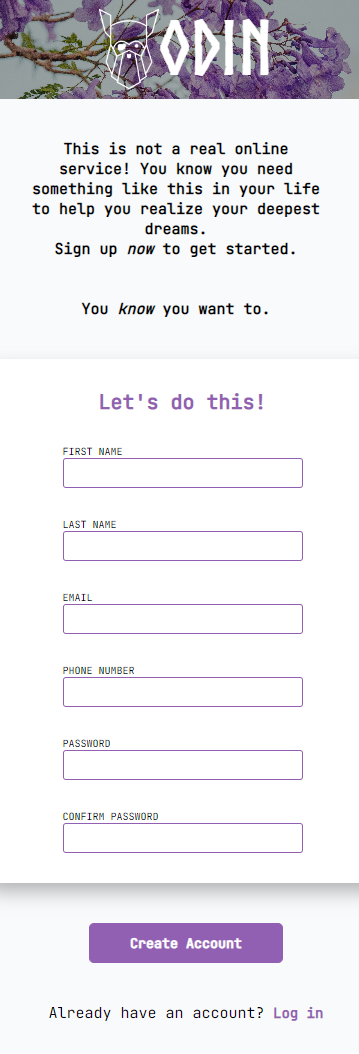 ODIN
This is not a real online
service! You know you need
something like this in your life
to help you realize your deepest
dreams.
Sign up now to get started.
You know you want to.
Let's do this!
FIRST NAME
LAST NAME
EMAIL
PHONE NUMBER
PASSWORD
CONFIRM PASSWORD
Create Account
Already have an account? Log in